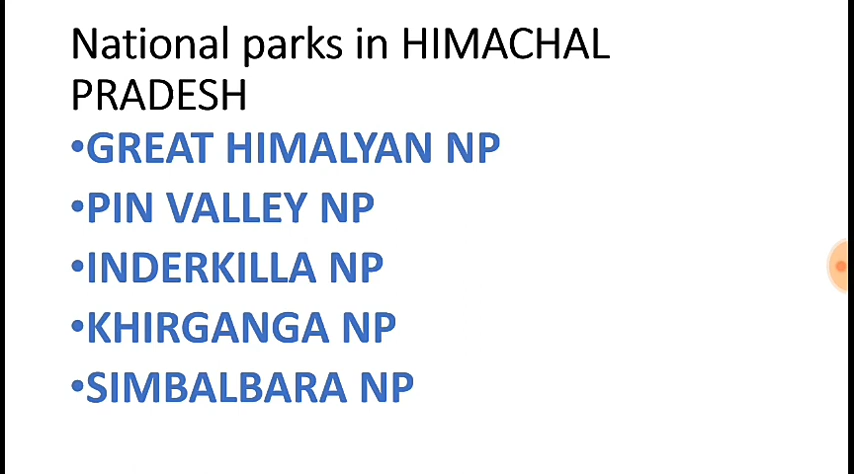 National parks in HIMACHAL
PRADESH
•GREAT HIMALYAN NP
•PIN VALLEY NP
•INDERKILLA NP
•KHIRGANGA NP
•SIMBALBARA NP